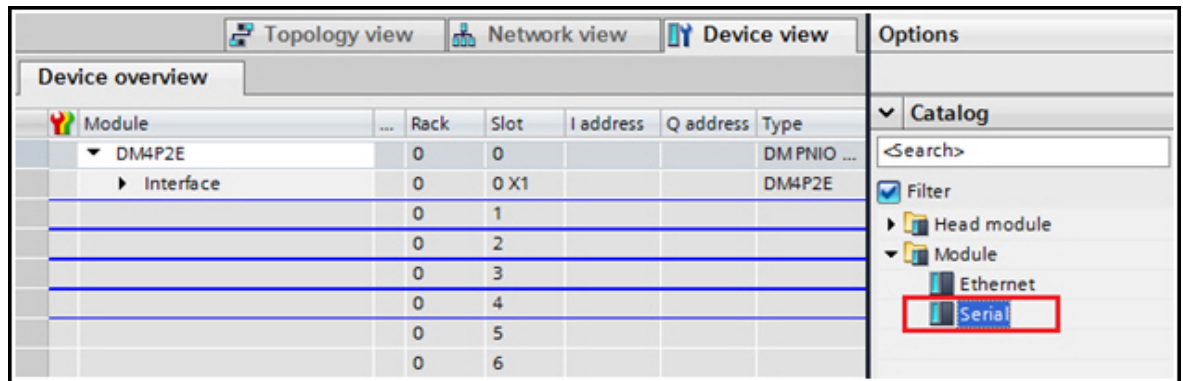 Topology view Network view Device view Options
Device overview
Module ... Rack Slot I address Q address Type
Catalog
DM4P2E 0 0 DM PNIO ...
<Search>
Interface 0 0 X1 DM4P2E
Filter
0 1
Head module
0 2
Module
0 3
Ethernet
0 4
Serial
0 5
0 6